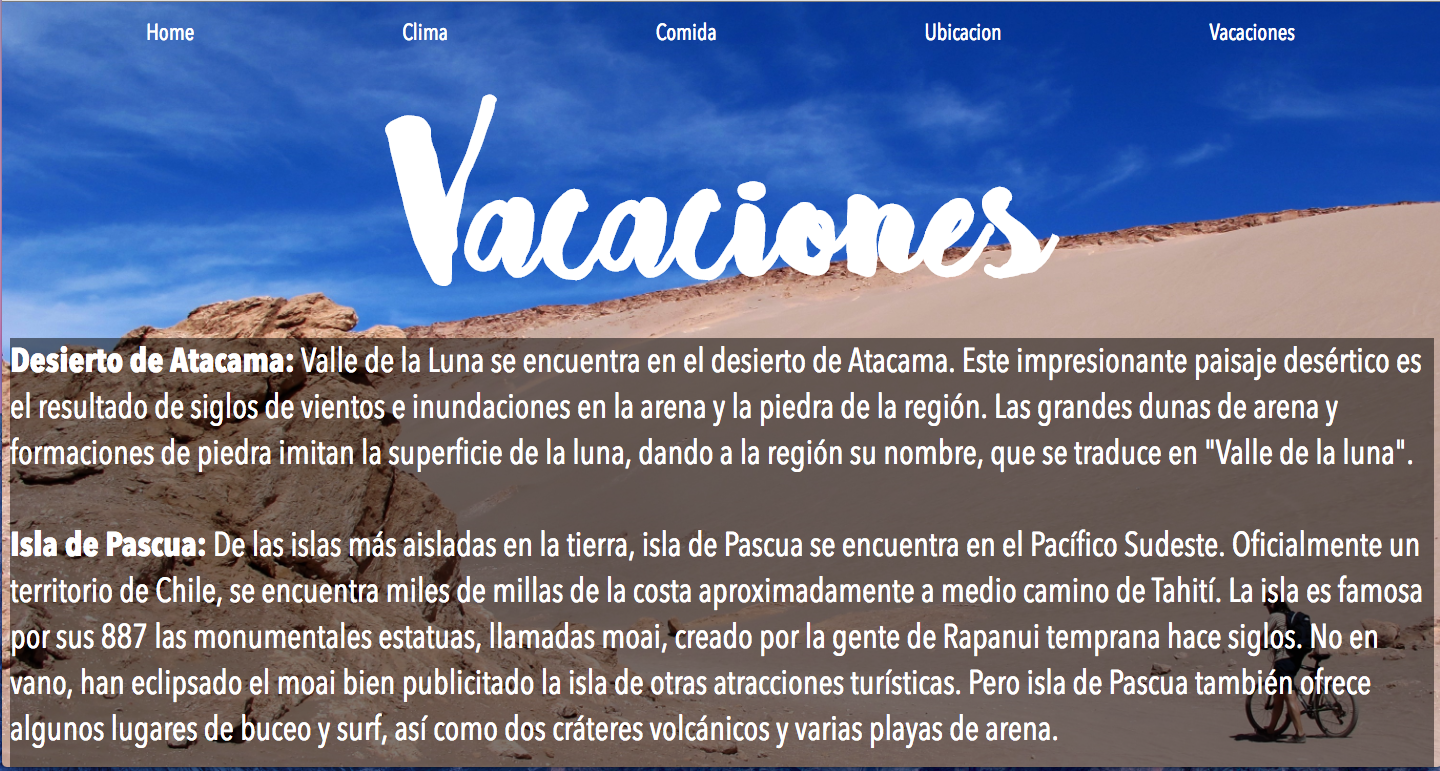 Home Clima Comida Ubicacion Vacaciones
Vacaciones
Desierto de Atacama: Valle de la Luna se encuentra en el desierto de Atacama. Este impresionante paisaje desértico es
el resultado de siglos de vientos e inundaciones en la arena y la piedra de la región. Las grandes dunas de arena y
formaciones de piedra imitan la superficie de la luna, dando a la región su nombre, que se traduce en "Valle de la luna".
Isla de Pascua: De las islas más aisladas en la tierra, isla de Pascua se encuentra en el Pacífico Sudeste. Oficialmente un
territorio de Chile, se encuentra miles de millas de la costa aproximadamente a medio camino de Tahití. La isla es famosa
por sus 887 las monumentales estatuas, llamadas moai, creado por la gente de Rapanui temprana hace siglos. No en
vano, han eclipsado el moai bien publicitado la isla de otras atracciones turísticas. Pero isla de Pascua también ofrece
algunos lugares de buceo y surf, así como dos cráteres volcánicos y varias playas de arena.